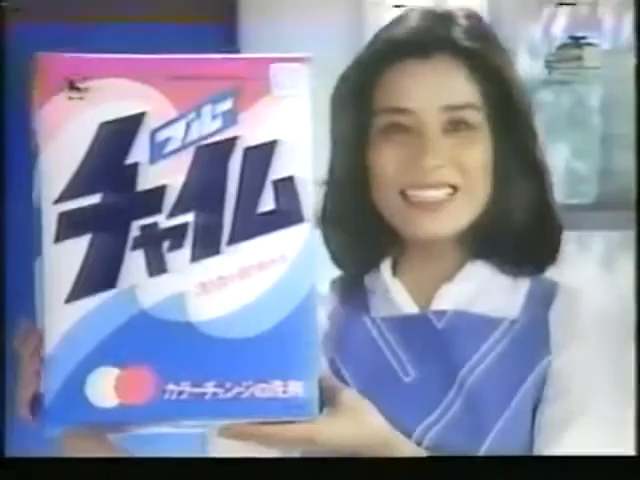 ブルー
チャイム
カラーチェンジの洗剤